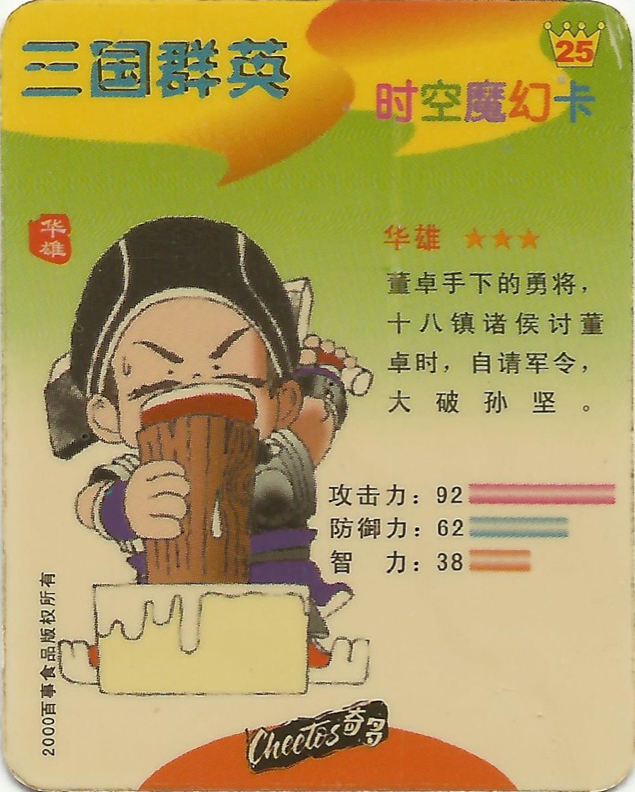 三国群英
25
时空魔幻卡
华雄
华雄 ★★★
董卓手下的勇将，
十八镇诸侯讨董
卓时，自请军令，
大破孙坚。
攻击力：92
防御力：62
智 力：38
2000百事食品版权所有
Cheetos奇多